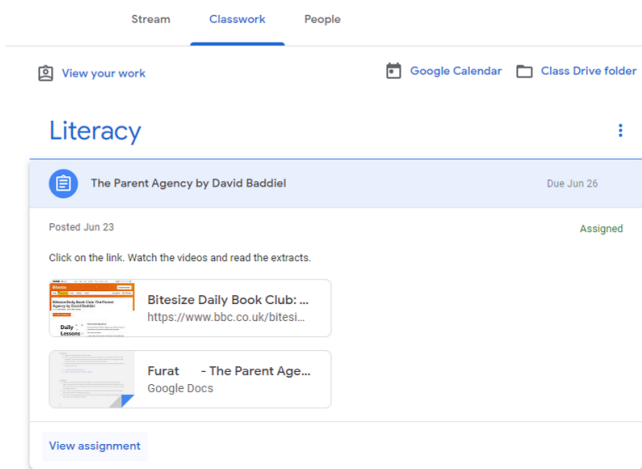 Stream Classwork People
View your work Google Calendar Class Drive folder
Literacy
The Parent Agency by David Baddiel Due Jun 26
Posted Jun 23 Assigned
Click on the link. Watch the videos and read the extracts.
Bitesize Daily Book Club: ...
https://www.bbc.co.uk/bitesi...
Daily
Lessons
Furat - The Parent Age...
Google Docs
View assignment